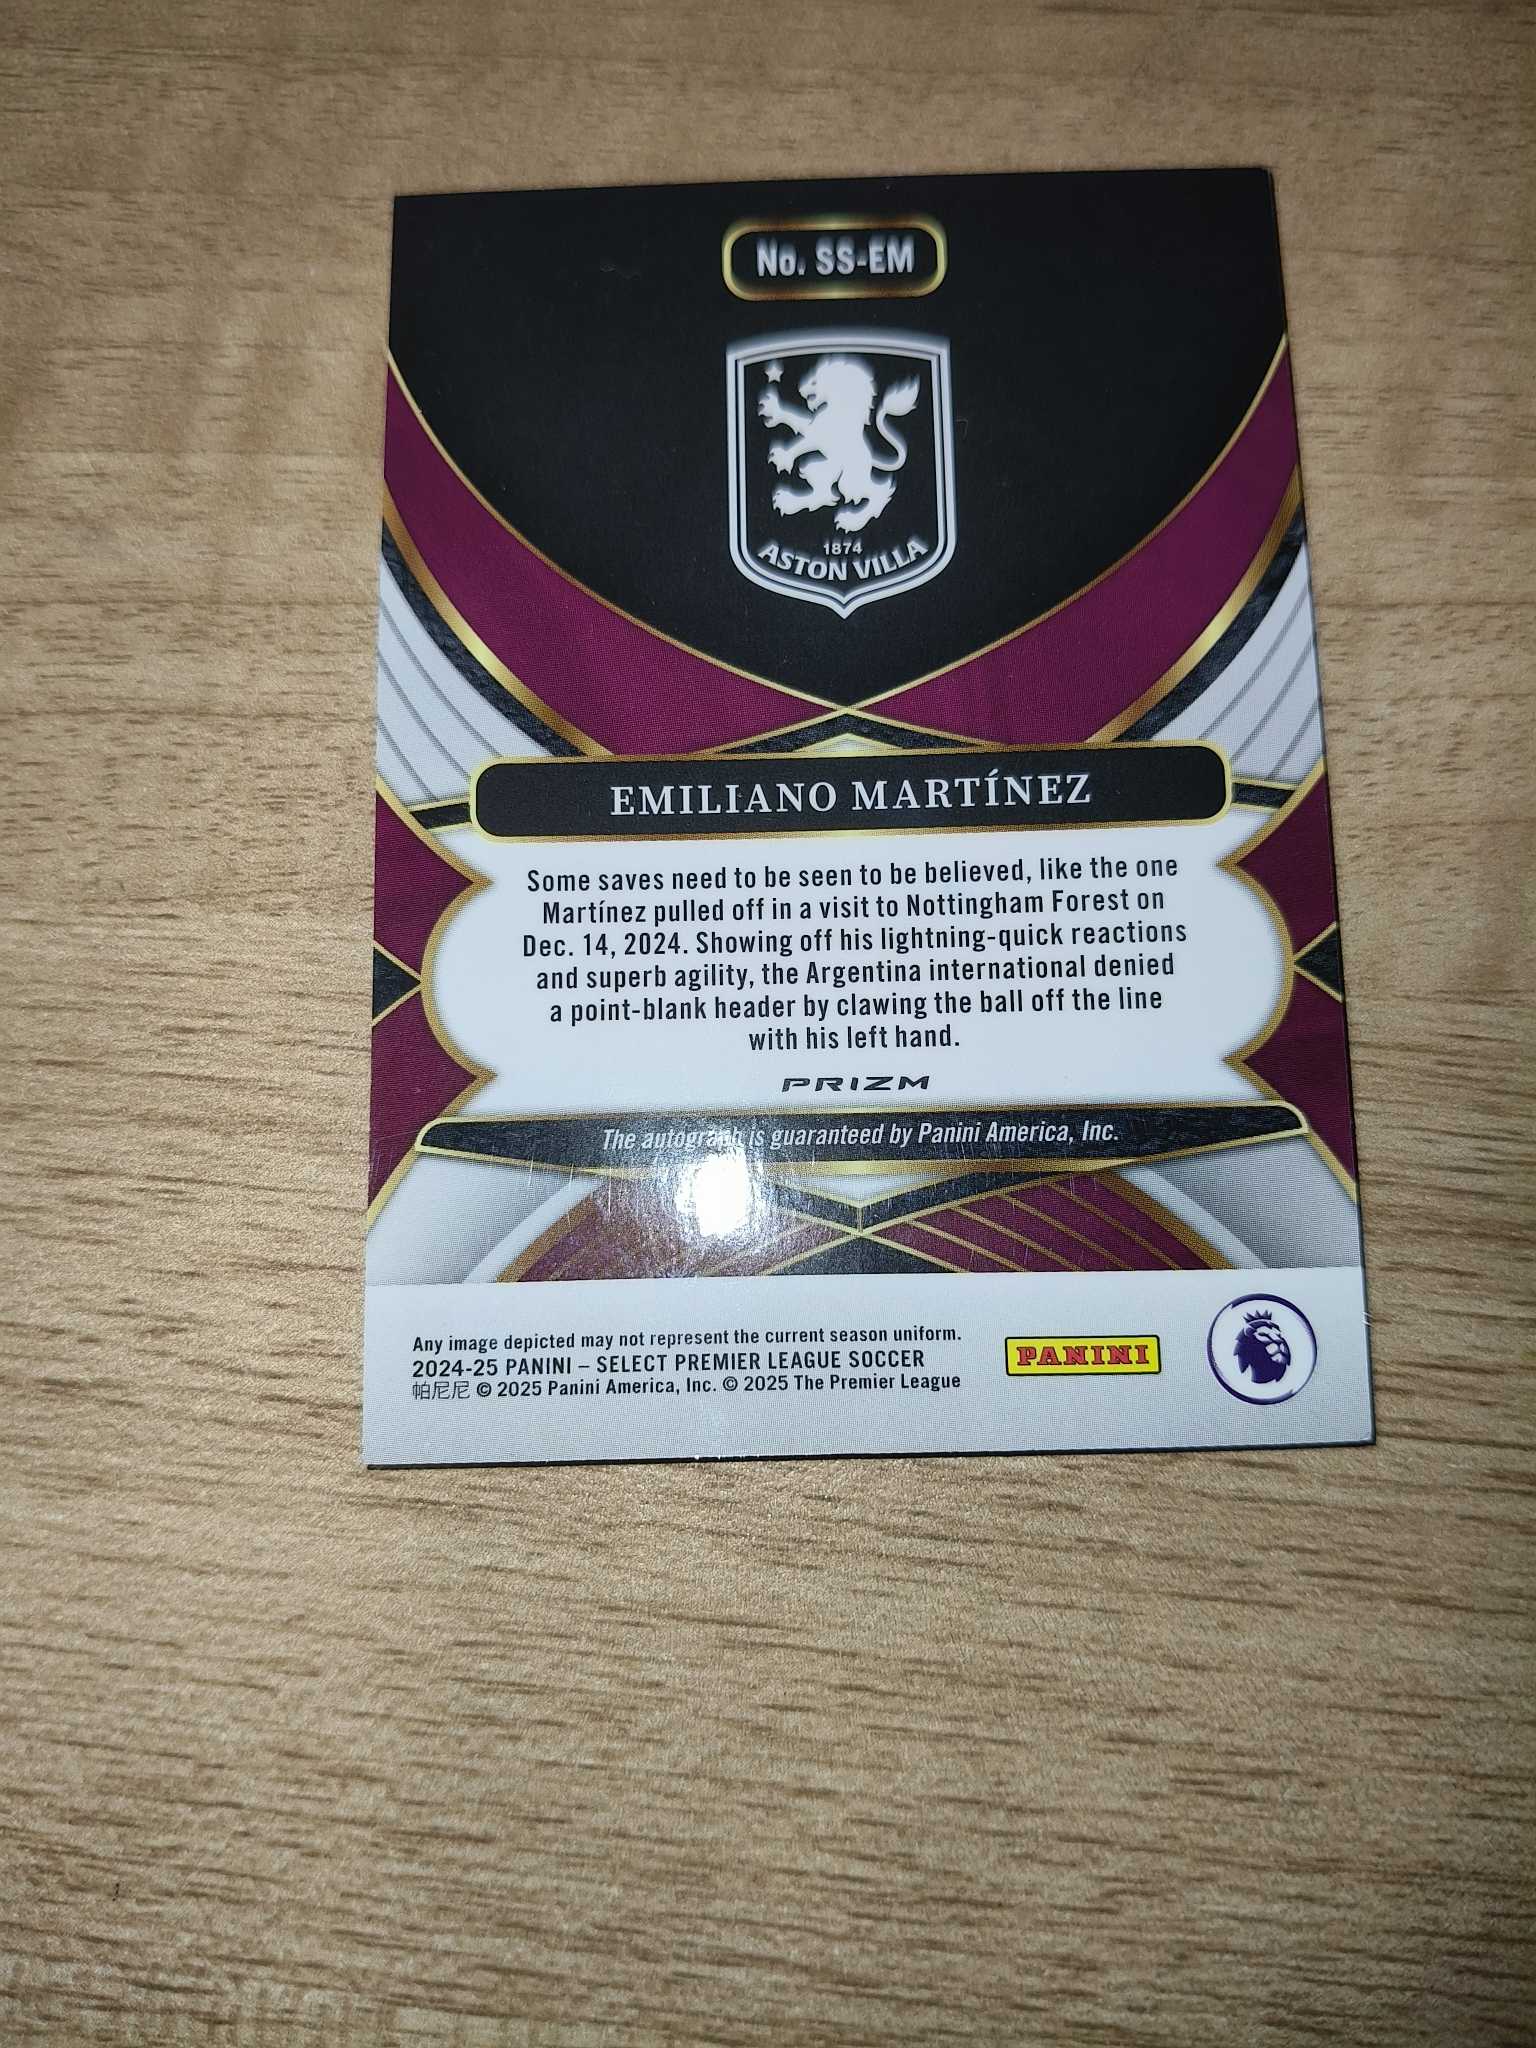 No. SS-EM
1874
ASTON VILLA
EMILIANO MARTÍNEZ
Some saves need to be seen to be believed, like the one
Martínez pulled off in a visit to Nottingham Forest on
Dec. 14, 2024. Showing off his lightning-quick reactions
and superb agility, the Argentina international denied
a point-blank header by clawing the ball off the line
with his left hand.
PRIZM
The autograph is guaranteed by Panini America, Inc.
Any image depicted may not represent the current season uniform.
2024-25 PANINI – SELECT PREMIER LEAGUE SOCCER
帕尼尼 © 2025 Panini America, Inc. © 2025 The Premier League
PANINI